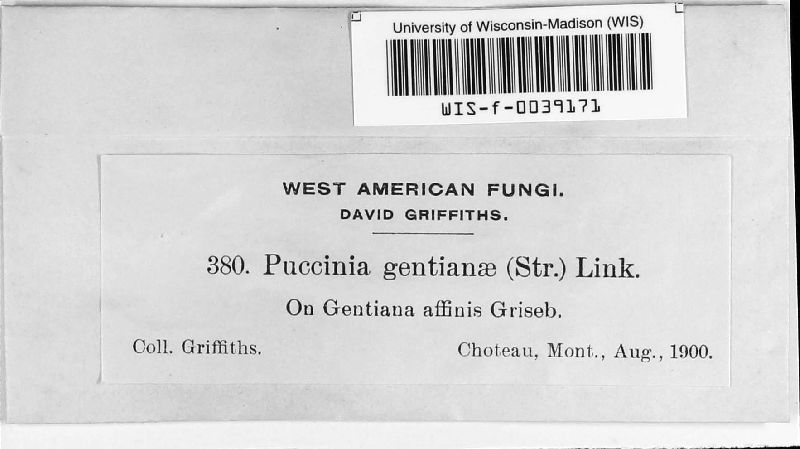 University of Wisconsin-Madison (WIS)
WIS-f-0039171
WEST AMERICAN FUNGI.
DAVID GRIFFITHS.
380. Puccinia gentianæ (Str.) Link.
On Gentiana affinis Griseb.
Coll. Griffiths. Choteau, Mont., Aug., 1900.